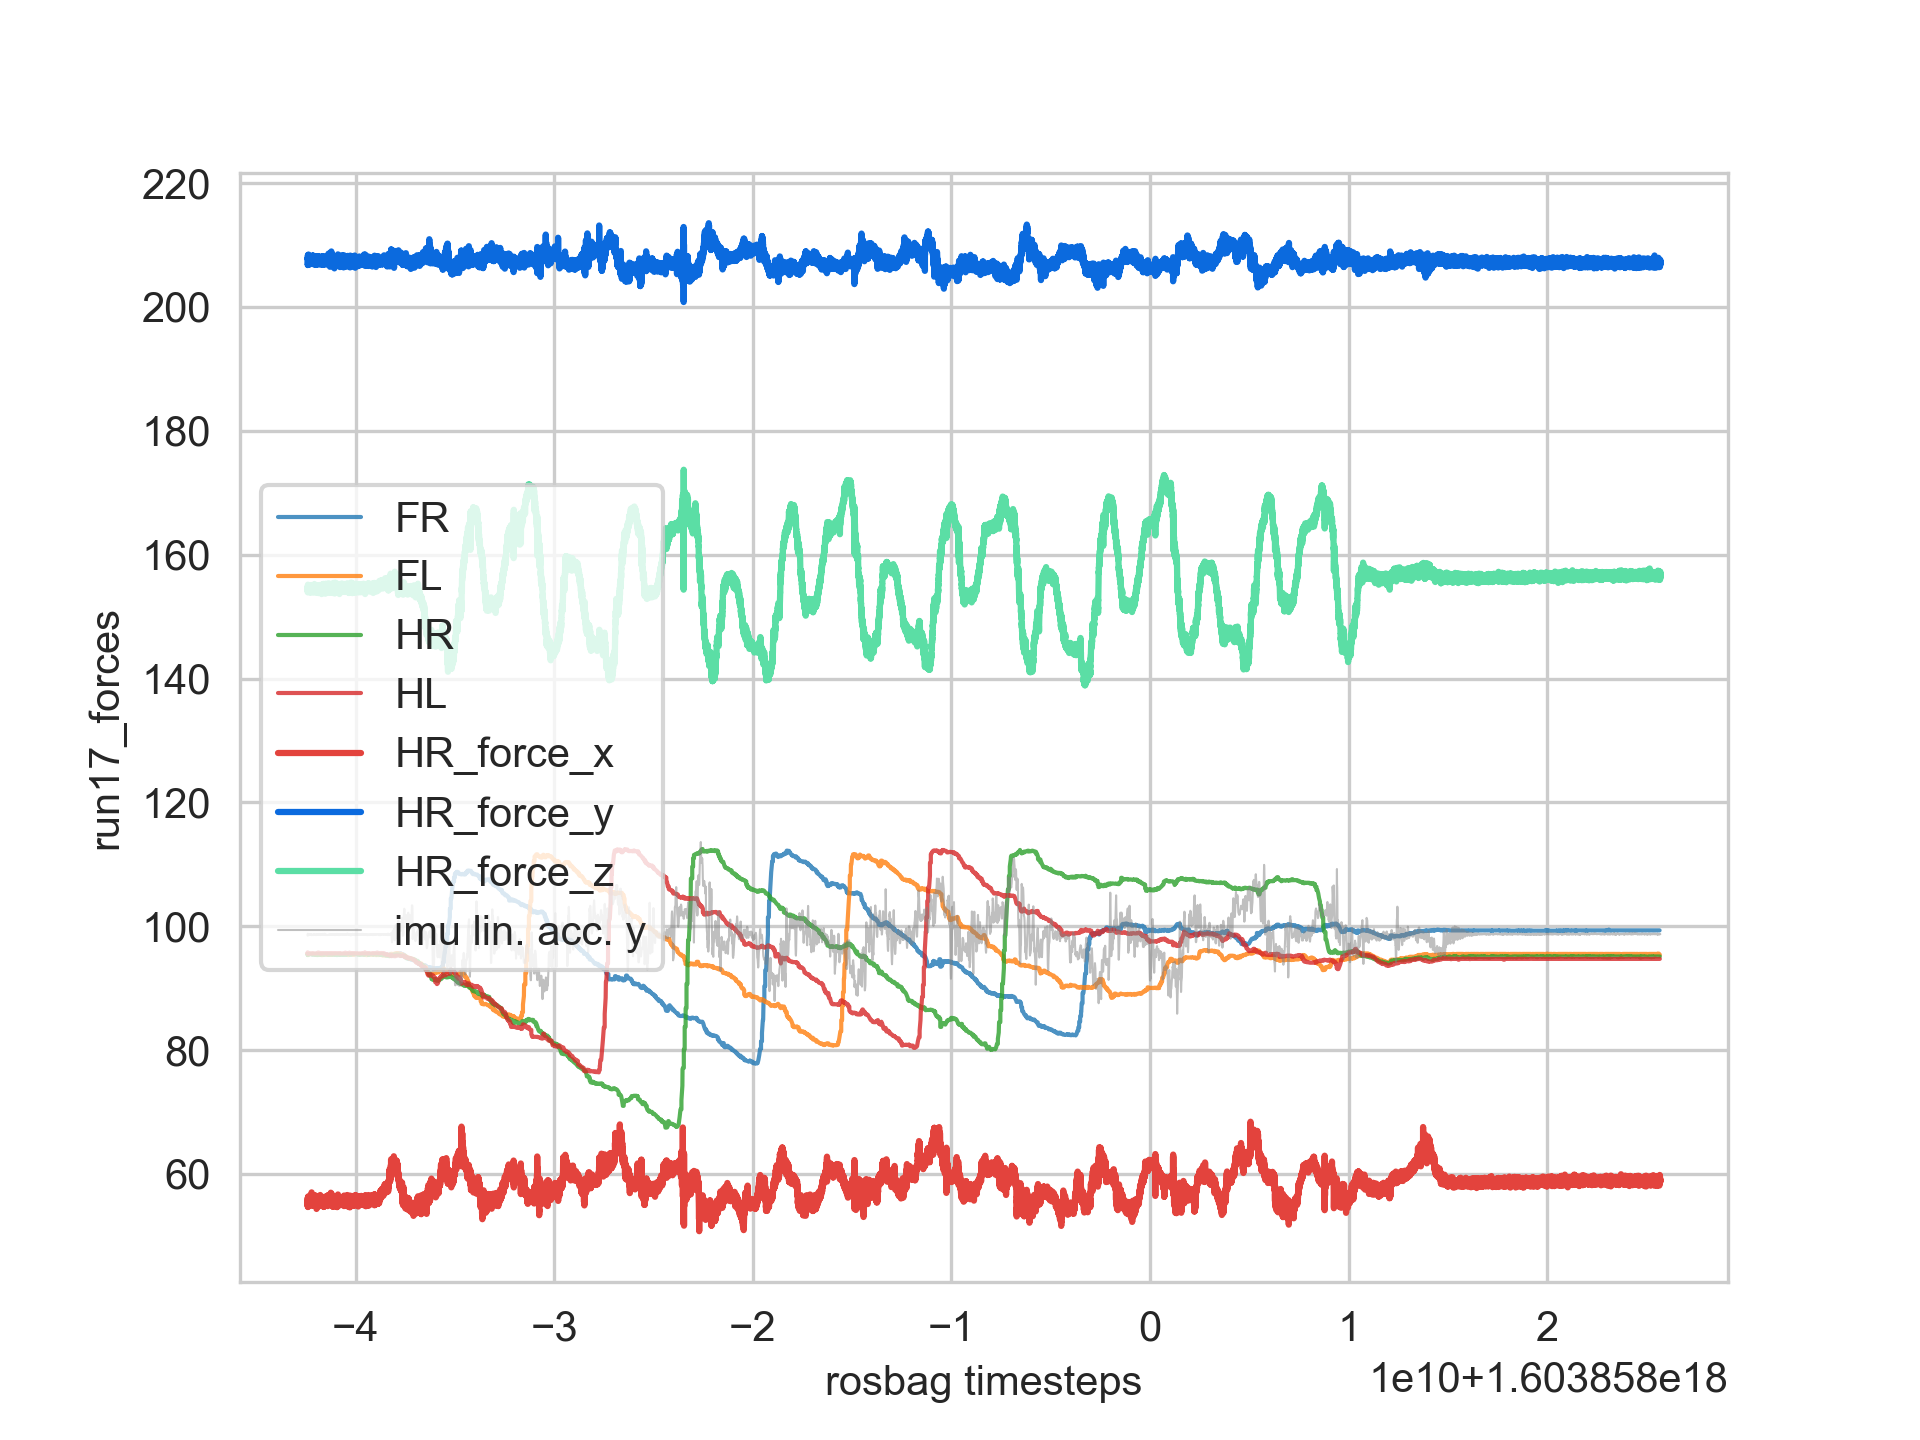 220
200
180
160
140
120
100
80
60
run17_forces
FR
FL
HR
HL
HR_force_x
HR_force_y
HR_force_z
imu lin. acc. y
−4
−3
−2
−1
0
1
2
rosbag timesteps
1e10+1.603858e18